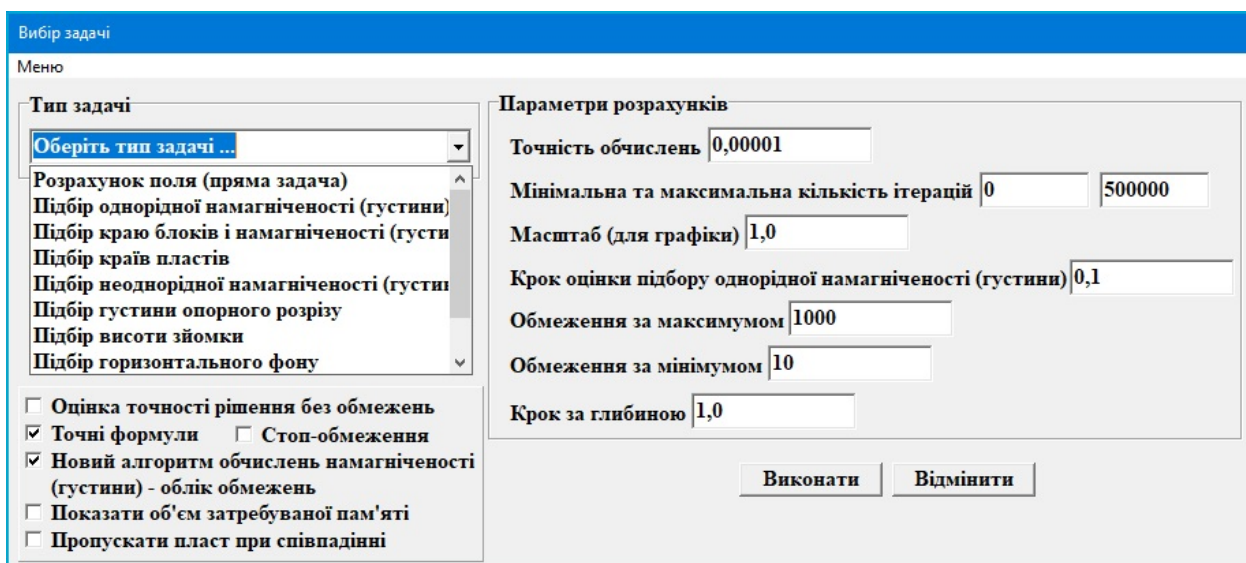 Вибір задачі
Меню
Тип задачі
Оберіть тип задачі ...
Розрахунок поля (пряма задача)
Підбір однорідної намагніченості (густини)
Підбір краю блоків і намагніченості (густи
Підбір країв пластів
Підбір неоднорідної намагніченості (густин
Підбір густини опорного розрізу
Підбір висоти зйомки
Підбір горизонтального фону
Оцінка точності рішення без обмежень
Точні формули Стоп-обмеження
Новий алгоритм обчислень намагніченості
(густини) - облік обмежень
Показати об'єм затребуваної пам'яті
Пропускати пласт при співпадінні
Параметри розрахунків
Точність обчислень 0,00001
Мінімальна та максимальна кількість ітерацій 0 500000
Масштаб (для графіки) 1,0
Крок оцінки підбору однорідної намагніченості (густини) 0,1
Обмеження за максимумом 1000
Обмеження за мінімумом 10
Крок за глибиною 1,0
Виконати Відмінити